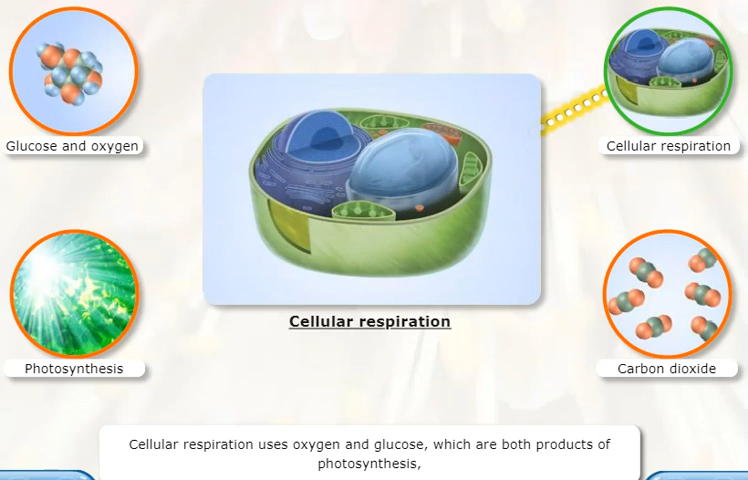 Glucose and oxygen
Cellular respiration
Cellular respiration
Photosynthesis
Carbon dioxide
Cellular respiration uses oxygen and glucose, which are both products of
photosynthesis,